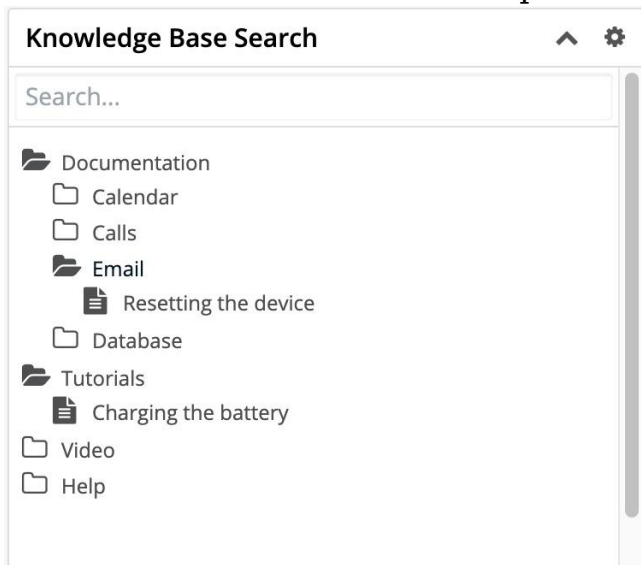 Knowledge Base Search
Search...
Documentation
Calendar
Calls
Email
Resetting the device
Database
Tutorials
Charging the battery
Video
Help